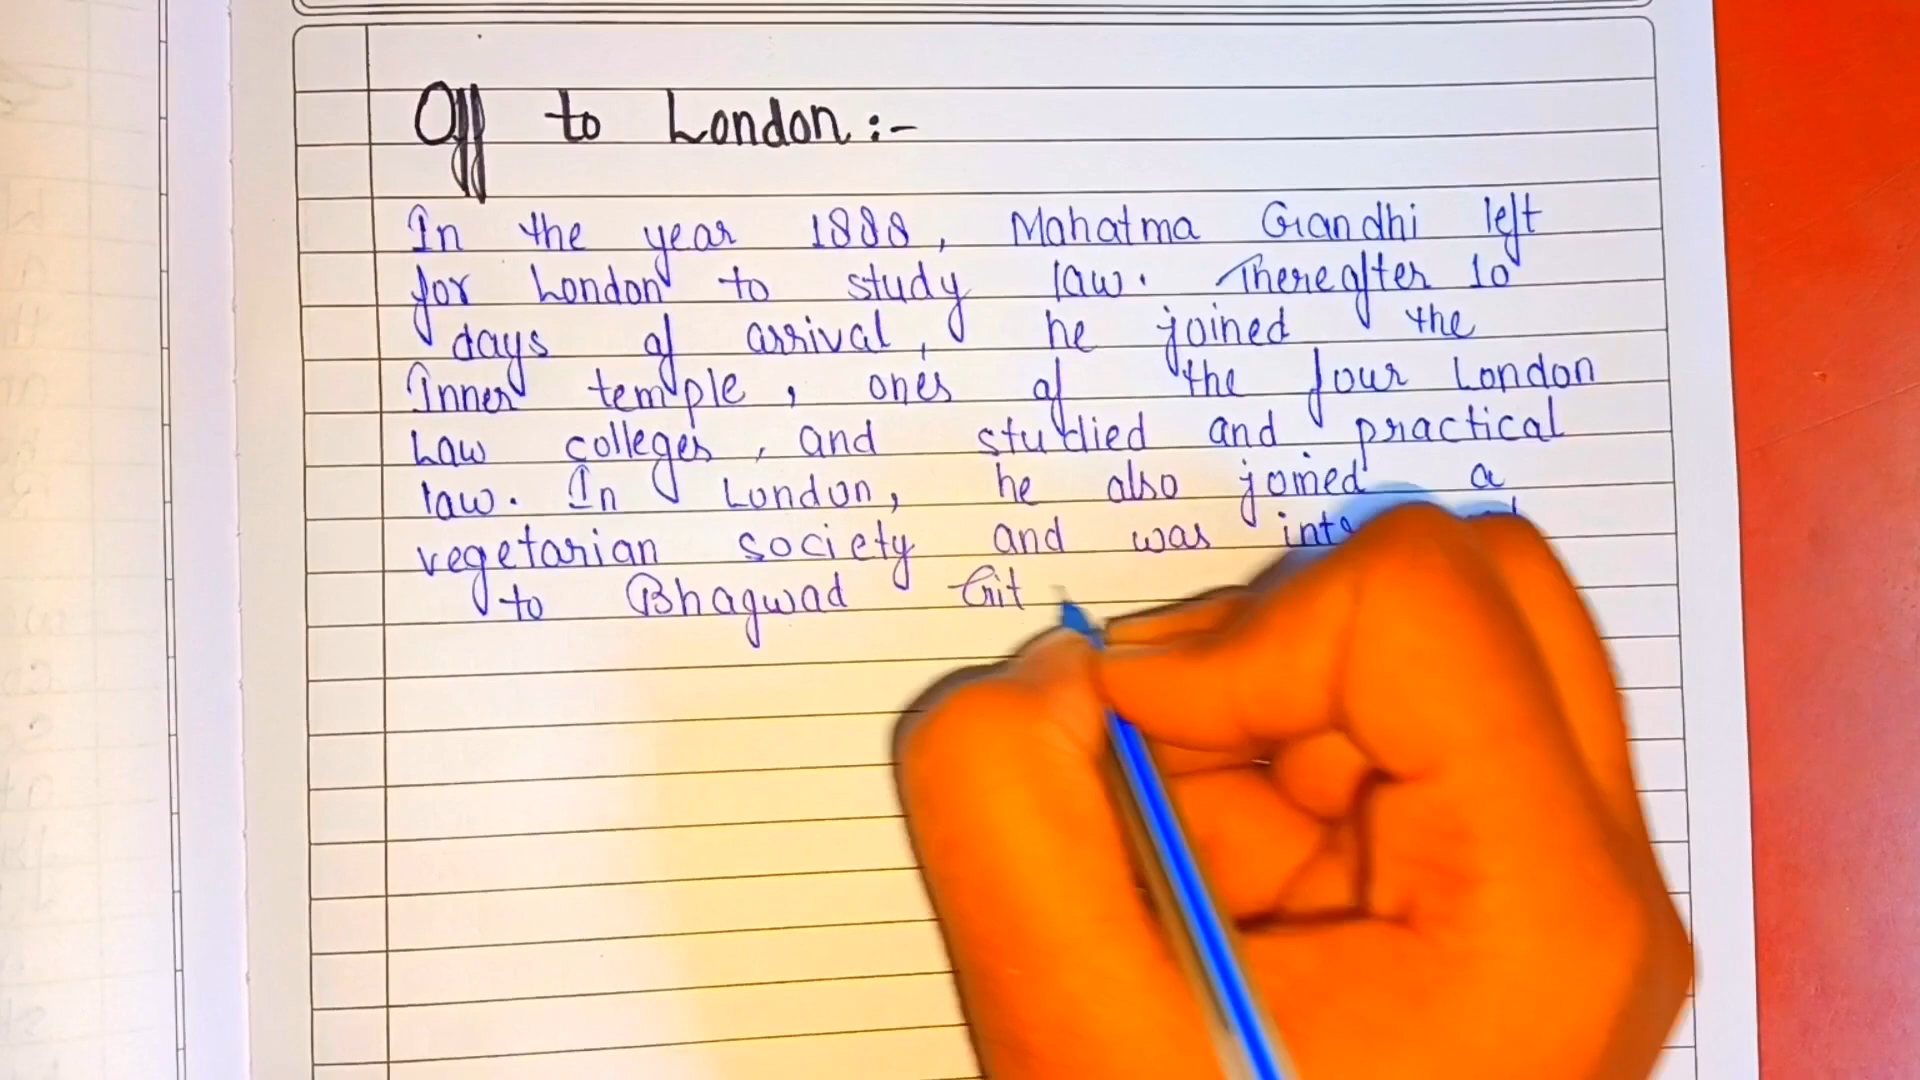 Off to London :-
In the year 1888, Mahatma Gandhi left
for London to study law. Thereafter 10
days of arrival, he joined the
Inner temple, ones of the four London
Law colleges, and studied and practical
law. In London, he also joined a
vegetarian society and was
to Bhagwad Git